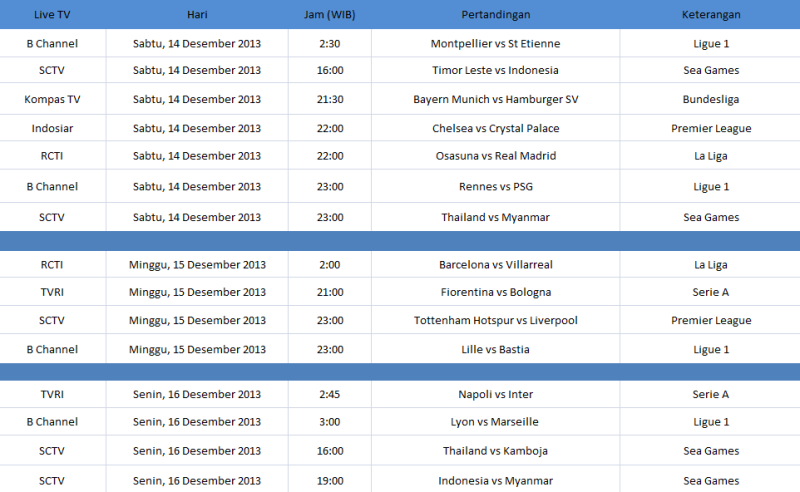 Live TV Hari Jam (WIB) Pertandingan Keterangan
B Channel Sabtu, 14 Desember 2013 2:30 Montpellier vs St Etienne Ligue 1
SCTV Sabtu, 14 Desember 2013 16:00 Timor Leste vs Indonesia Sea Games
Kompas TV Sabtu, 14 Desember 2013 21:30 Bayern Munich vs Hamburger SV Bundesliga
Indosiar Sabtu, 14 Desember 2013 22:00 Chelsea vs Crystal Palace Premier League
RCTI Sabtu, 14 Desember 2013 22:00 Osasuna vs Real Madrid La Liga
B Channel Sabtu, 14 Desember 2013 23:00 Rennes vs PSG Ligue 1
SCTV Sabtu, 14 Desember 2013 23:00 Thailand vs Myanmar Sea Games
RCTI Minggu, 15 Desember 2013 2:00 Barcelona vs Villarreal La Liga
TVRI Minggu, 15 Desember 2013 21:00 Fiorentina vs Bologna Serie A
SCTV Minggu, 15 Desember 2013 23:00 Tottenham Hotspur vs Liverpool Premier League
B Channel Minggu, 15 Desember 2013 23:00 Lille vs Bastia Ligue 1
TVRI Senin, 16 Desember 2013 2:45 Napoli vs Inter Serie A
B Channel Senin, 16 Desember 2013 3:00 Lyon vs Marseille Ligue 1
SCTV Senin, 16 Desember 2013 16:00 Thailand vs Kamboja Sea Games
SCTV Senin, 16 Desember 2013 19:00 Indonesia vs Myanmar Sea Games